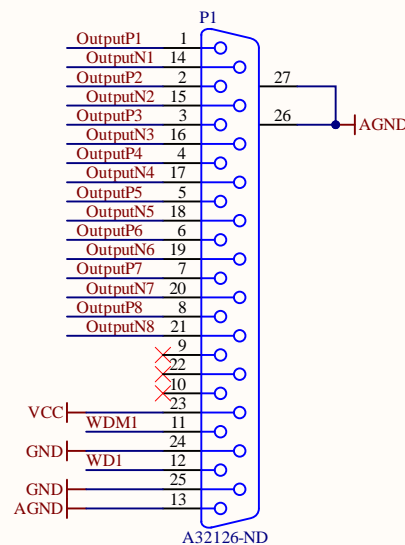 P1
OutputP1 1
OutputN1 14
OutputP2 2 27
OutputN2 15
OutputP3 3 26 AGND
OutputN3 16
OutputP4 4
OutputN4 17
OutputP5 5
OutputN5 18
OutputP6 6
OutputN6 19
OutputP7 7
OutputN7 20
OutputP8 8
OutputN8 21
9
22
10
VCC 23
WDM1 11
GND 24
WD1 12
GND 25
AGND 13
A32126-ND